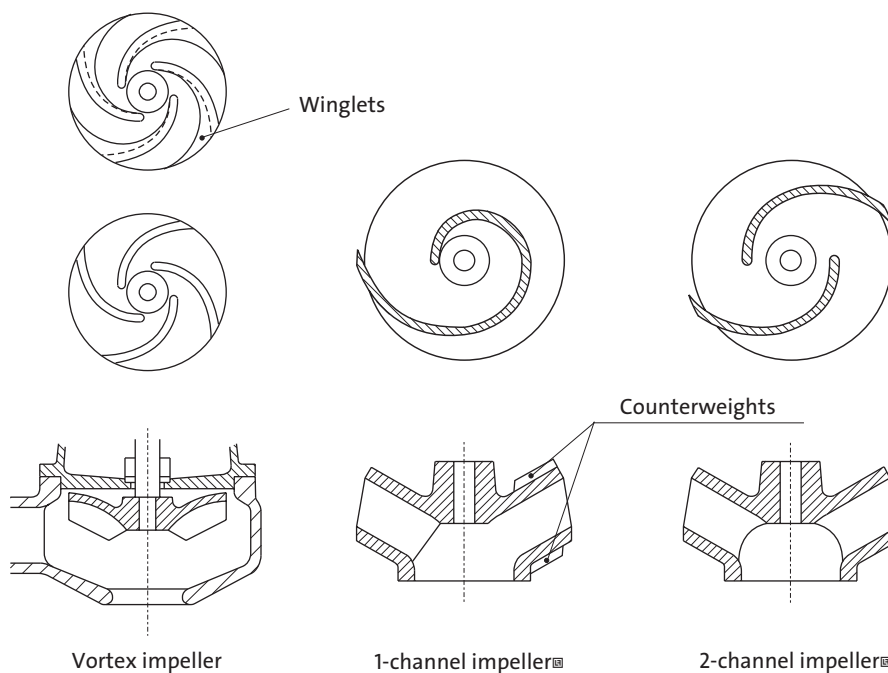 Winglets
Counterweights
Vortex impeller
1-channel impeller
2-channel impeller